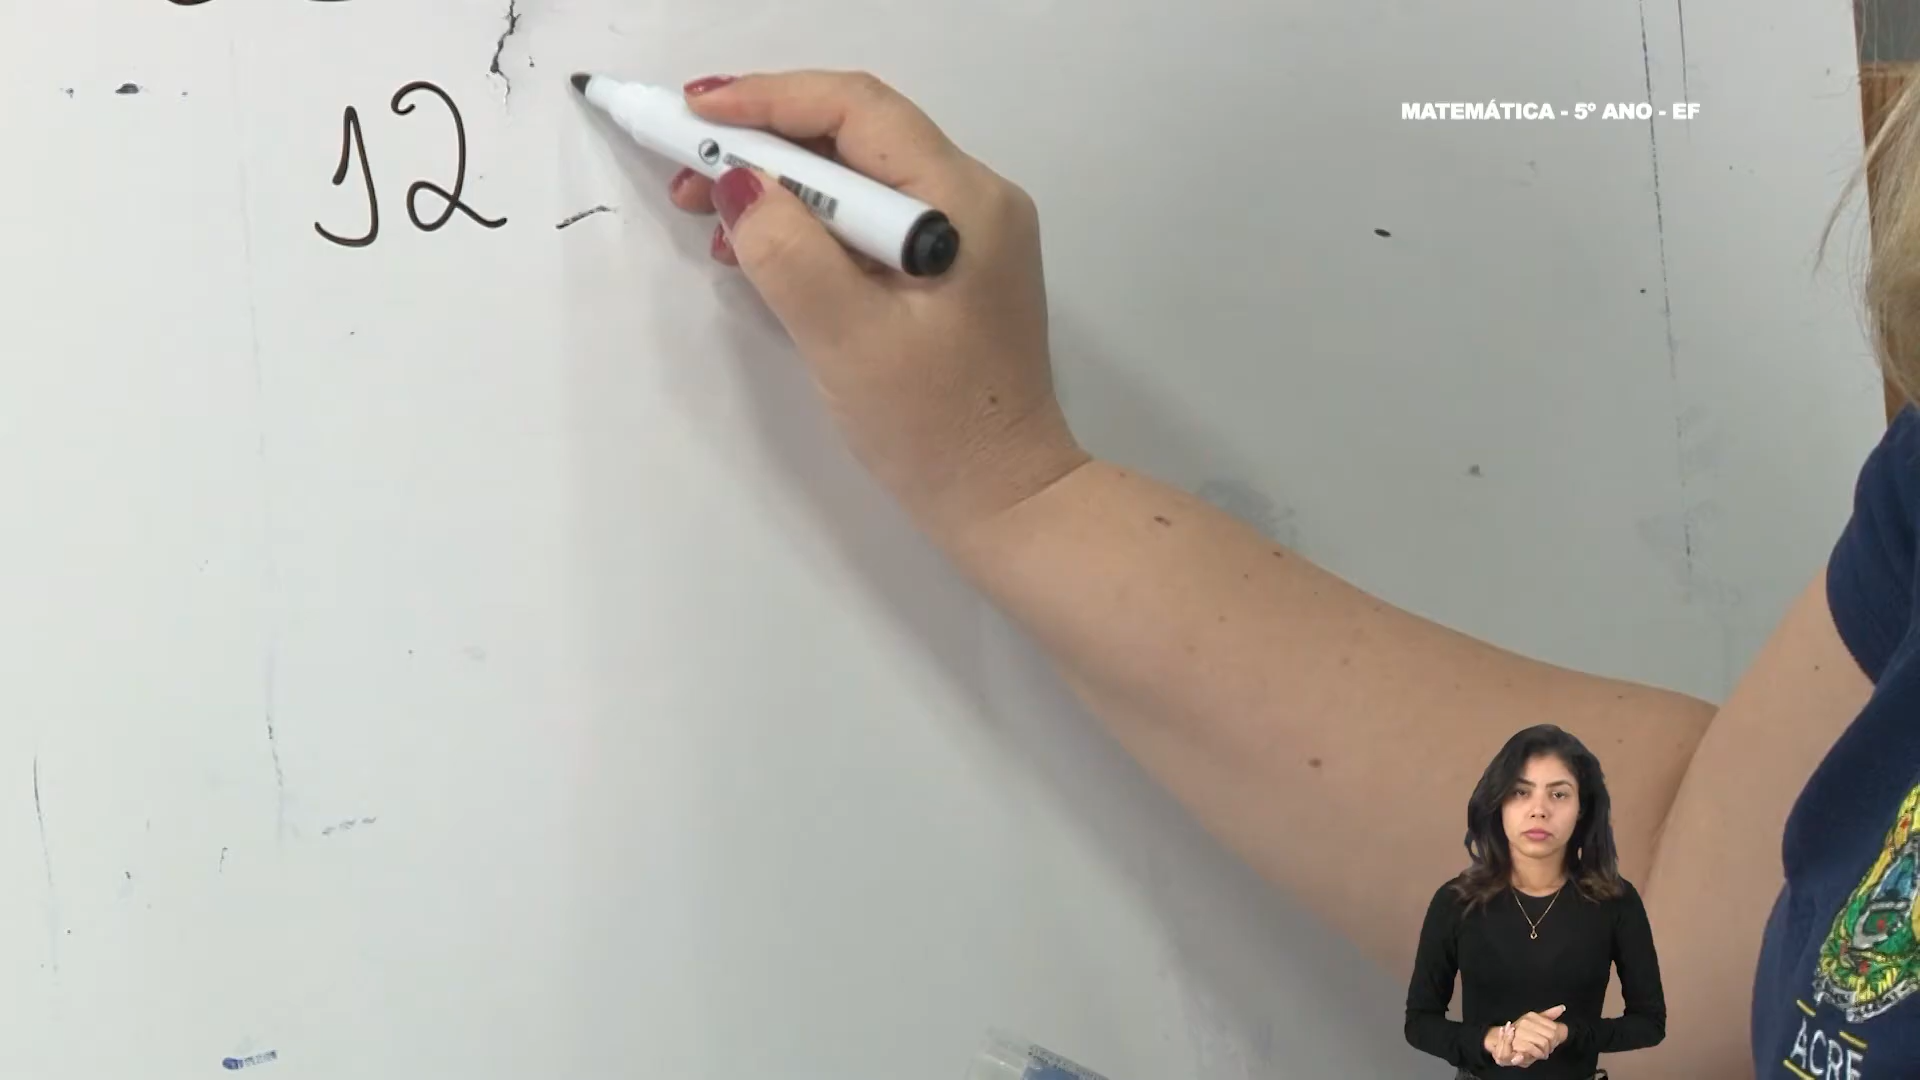 MATEMÁTICA - 5º ANO - EF
12
ACRE